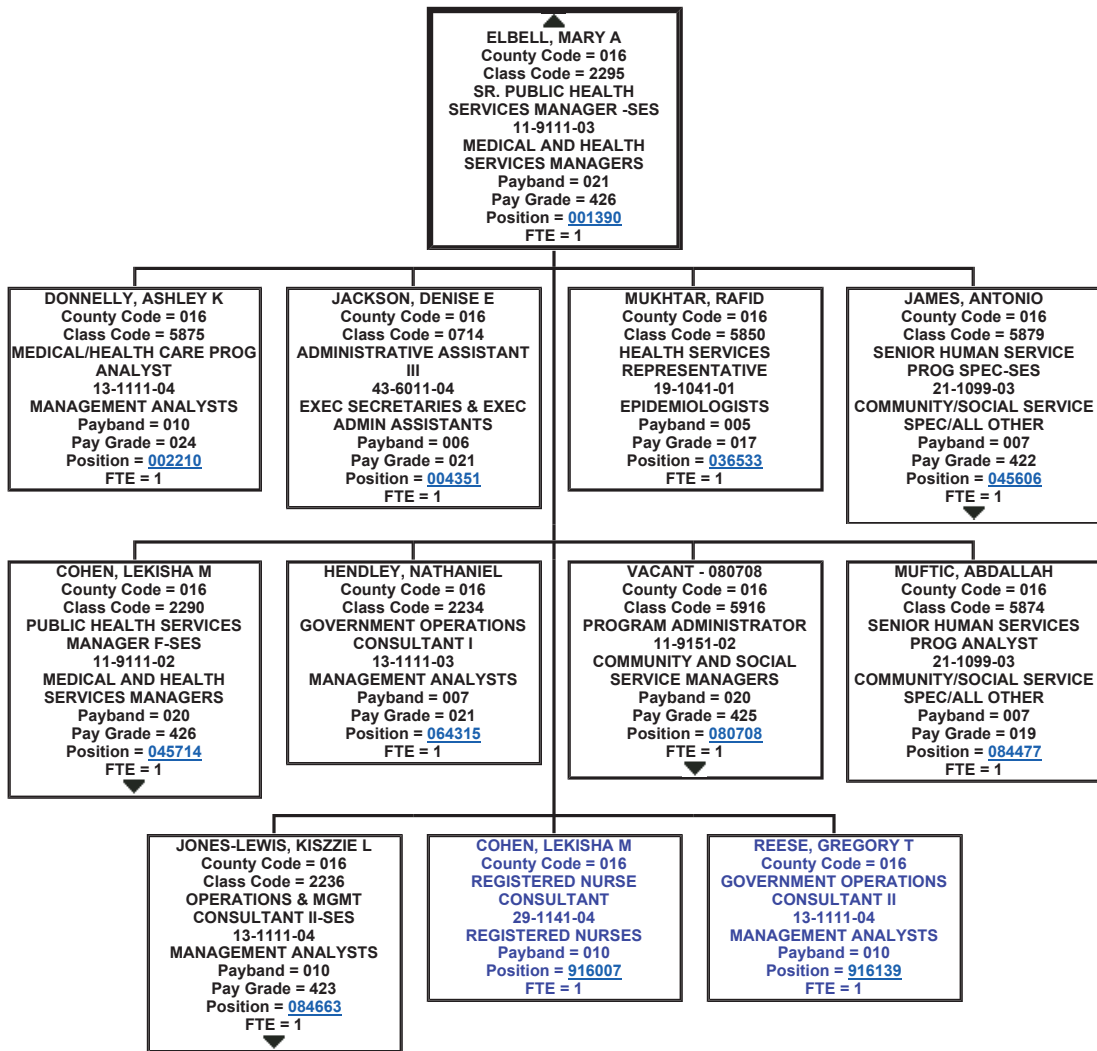 ELBELL, MARY A
County Code = 016
Class Code = 2295
SR. PUBLIC HEALTH
SERVICES MANAGER -SES
11-9111-03
MEDICAL AND HEALTH
SERVICES MANAGERS
Payband = 021
Pay Grade = 426
Position = 001390
FTE = 1
DONNELLY, ASHLEY K
County Code = 016
Class Code = 5875
MEDICAL/HEALTH CARE PROG
ANALYST
13-1111-04
MANAGEMENT ANALYSTS
Payband = 010
Pay Grade = 024
Position = 002210
FTE = 1
JACKSON, DENISE E
County Code = 016
Class Code = 0714
ADMINISTRATIVE ASSISTANT
III
43-6011-04
EXEC SECRETARIES & EXEC
ADMIN ASSISTANTS
Payband = 006
Pay Grade = 021
Position = 004351
FTE = 1
MUKHTAR, RAFID
County Code = 016
Class Code = 5850
HEALTH SERVICES
REPRESENTATIVE
19-1041-01
EPIDEMIOLOGISTS
Payband = 005
Pay Grade = 017
Position = 036533
FTE = 1
JAMES, ANTONIO
County Code = 016
Class Code = 5879
SENIOR HUMAN SERVICE
PROG SPEC-SES
21-1099-03
COMMUNITY/SOCIAL SERVICE
SPEC/ALL OTHER
Payband = 007
Pay Grade = 422
Position = 045606
FTE = 1
COHEN, LEKISHA M
County Code = 016
Class Code = 2290
PUBLIC HEALTH SERVICES
MANAGER F-SES
11-9111-02
MEDICAL AND HEALTH
SERVICES MANAGERS
Payband = 020
Pay Grade = 426
Position = 045714
FTE = 1
HENDLEY, NATHANIEL
County Code = 016
Class Code = 2234
GOVERNMENT OPERATIONS
CONSULTANT I
13-1111-03
MANAGEMENT ANALYSTS
Payband = 007
Pay Grade = 021
Position = 064315
FTE = 1
VACANT - 080708
County Code = 016
Class Code = 5916
PROGRAM ADMINISTRATOR
11-9151-02
COMMUNITY AND SOCIAL
SERVICE MANAGERS
Payband = 020
Pay Grade = 425
Position = 080708
FTE = 1
MUFTIC, ABDALLAH
County Code = 016
Class Code = 5874
SENIOR HUMAN SERVICES
PROG ANALYST
21-1099-03
COMMUNITY/SOCIAL SERVICE
SPEC/ALL OTHER
Payband = 007
Pay Grade = 019
Position = 084477
FTE = 1
JONES-LEWIS, KISZZIE L
County Code = 016
Class Code = 2236
OPERATIONS & MGMT
CONSULTANT II-SES
13-1111-04
MANAGEMENT ANALYSTS
Payband = 010
Pay Grade = 423
Position = 084663
FTE = 1
COHEN, LEKISHA M
County Code = 016
REGISTERED NURSE
CONSULTANT
29-1141-04
REGISTERED NURSES
Payband = 010
Position = 916007
FTE = 1
REESE, GREGORY T
County Code = 016
GOVERNMENT OPERATIONS
CONSULTANT II
13-1111-04
MANAGEMENT ANALYSTS
Payband = 010
Position = 916139
FTE = 1